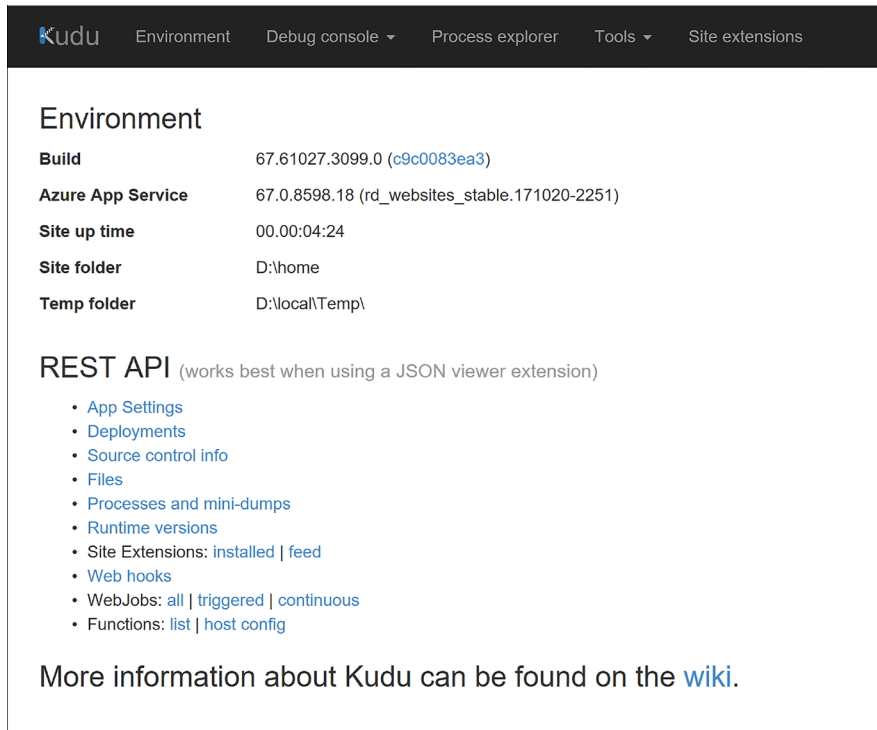 Kudu Environment Debug console Process explorer Tools Site extensions
Environment
Build 67.61027.3099.0 (c9c0083ea3)
Azure App Service 67.0.8598.18 (rd_websites_stable.171020-2251)
Site up time 00.00:04:24
Site folder D:\home
Temp folder D:\local\Temp\
REST API (works best when using a JSON viewer extension)
• App Settings
• Deployments
• Source control info
• Files
• Processes and mini-dumps
• Runtime versions
• Site Extensions: installed | feed
• Web hooks
• WebJobs: all | triggered | continuous
• Functions: list | host config
More information about Kudu can be found on the wiki.